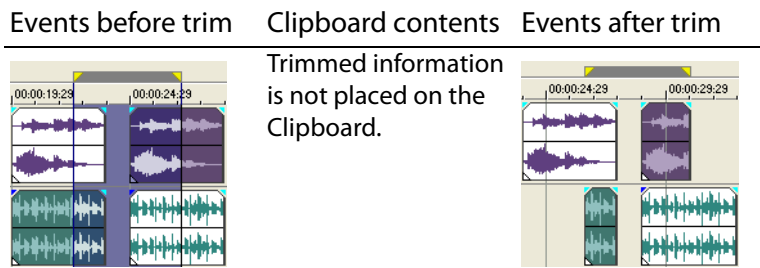 Events before trim Clipboard contents Events after trim
Trimmed information
is not placed on the
Clipboard.
00:00:19:29 00:00:24:29
00:00:24:29 00:00:29:29